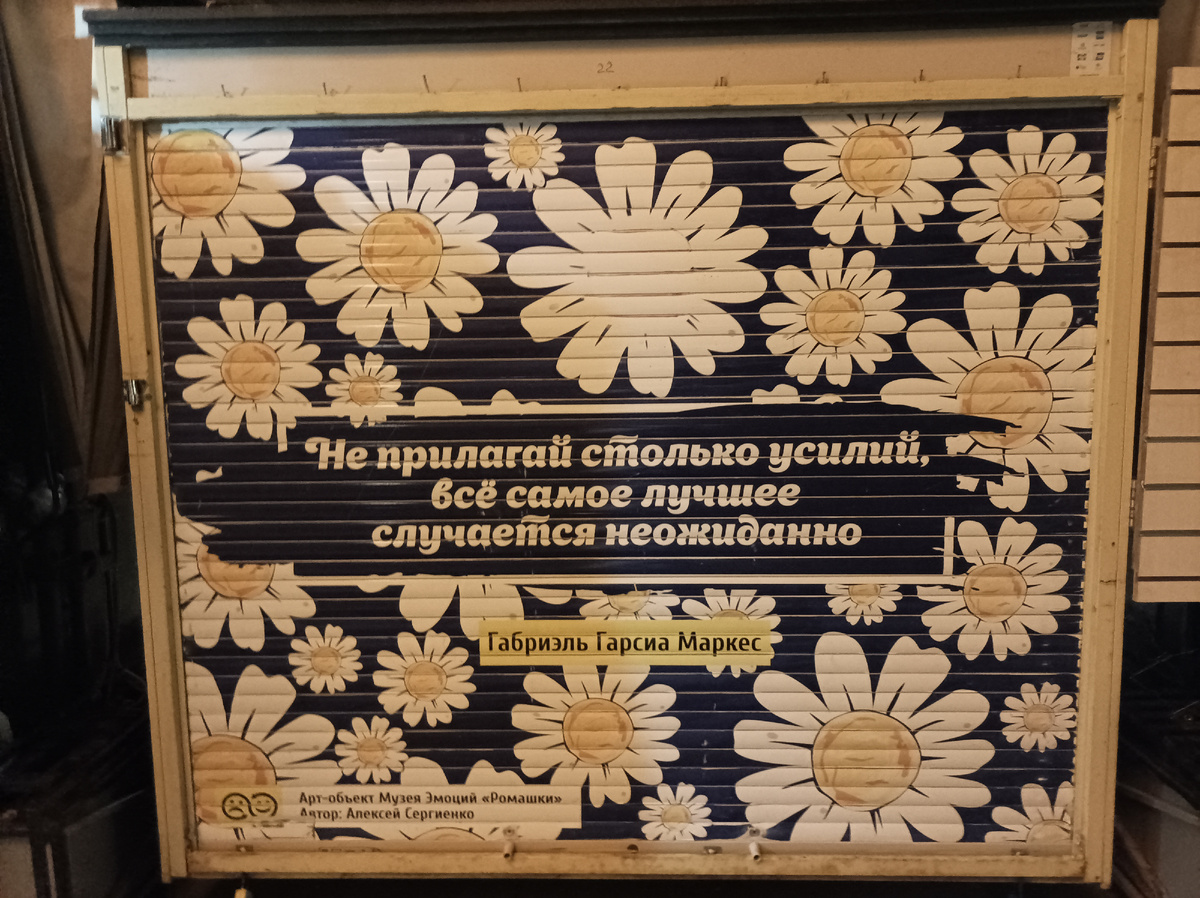 22
Не прилагай столько усилий,
всё самое лучшее
случается неожиданно
Габриэль Гарсиа Маркес
Арт-объект Музея Эмоций «Ромашки»
Автор: Алексей Сергиенко